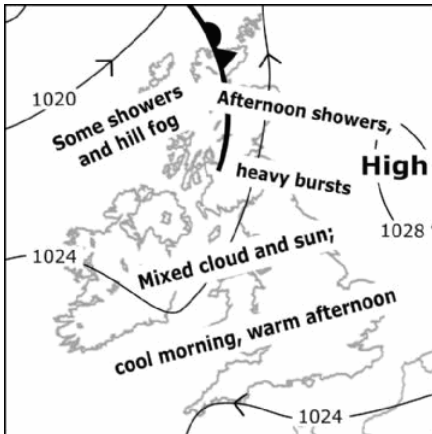 1020
Some showers
and hill fog
Afternoon showers,
High
heavy bursts
1028
1024
Mixed cloud and sun;
cool morning, warm afternoon
1024